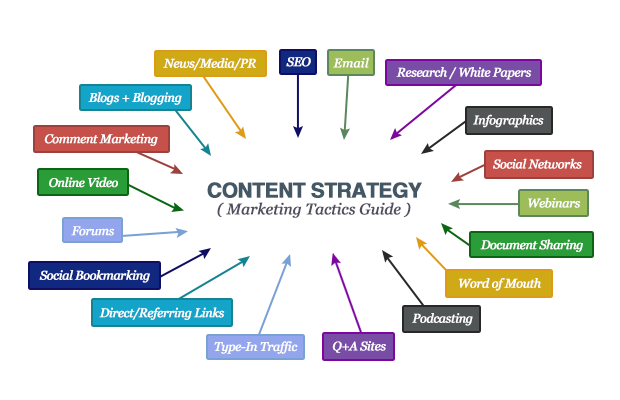 News/Media/PR
SEO
Email
Research / White Papers
Blogs + Blogging
Infographics
Comment Marketing
Social Networks
Online Video
CONTENT STRATEGY
( Marketing Tactics Guide )
Webinars
Forums
Document Sharing
Social Bookmarking
Word of Mouth
Direct/Referring Links
Podcasting
Type-In Traffic
Q+A Sites